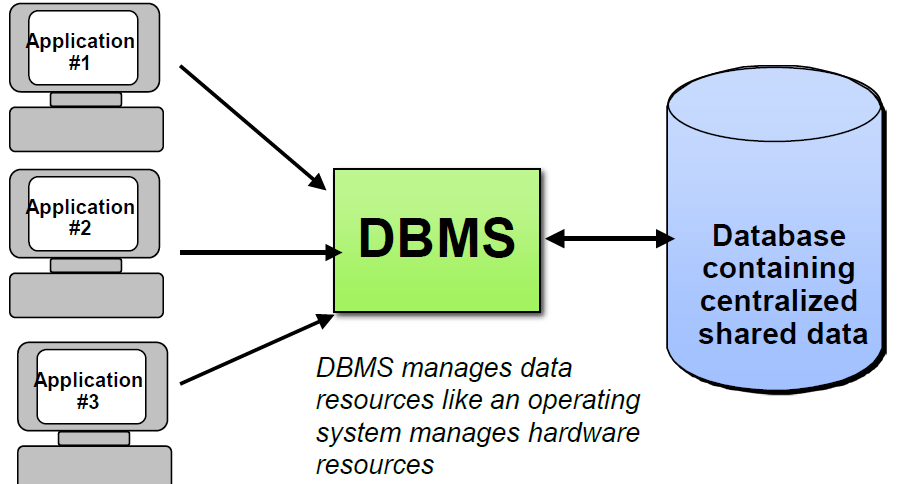 Application
#1
Application
#2
Application
#3
DBMS
Database
containing
centralized
shared data
DBMS manages data
resources like an operating
system manages hardware
resources